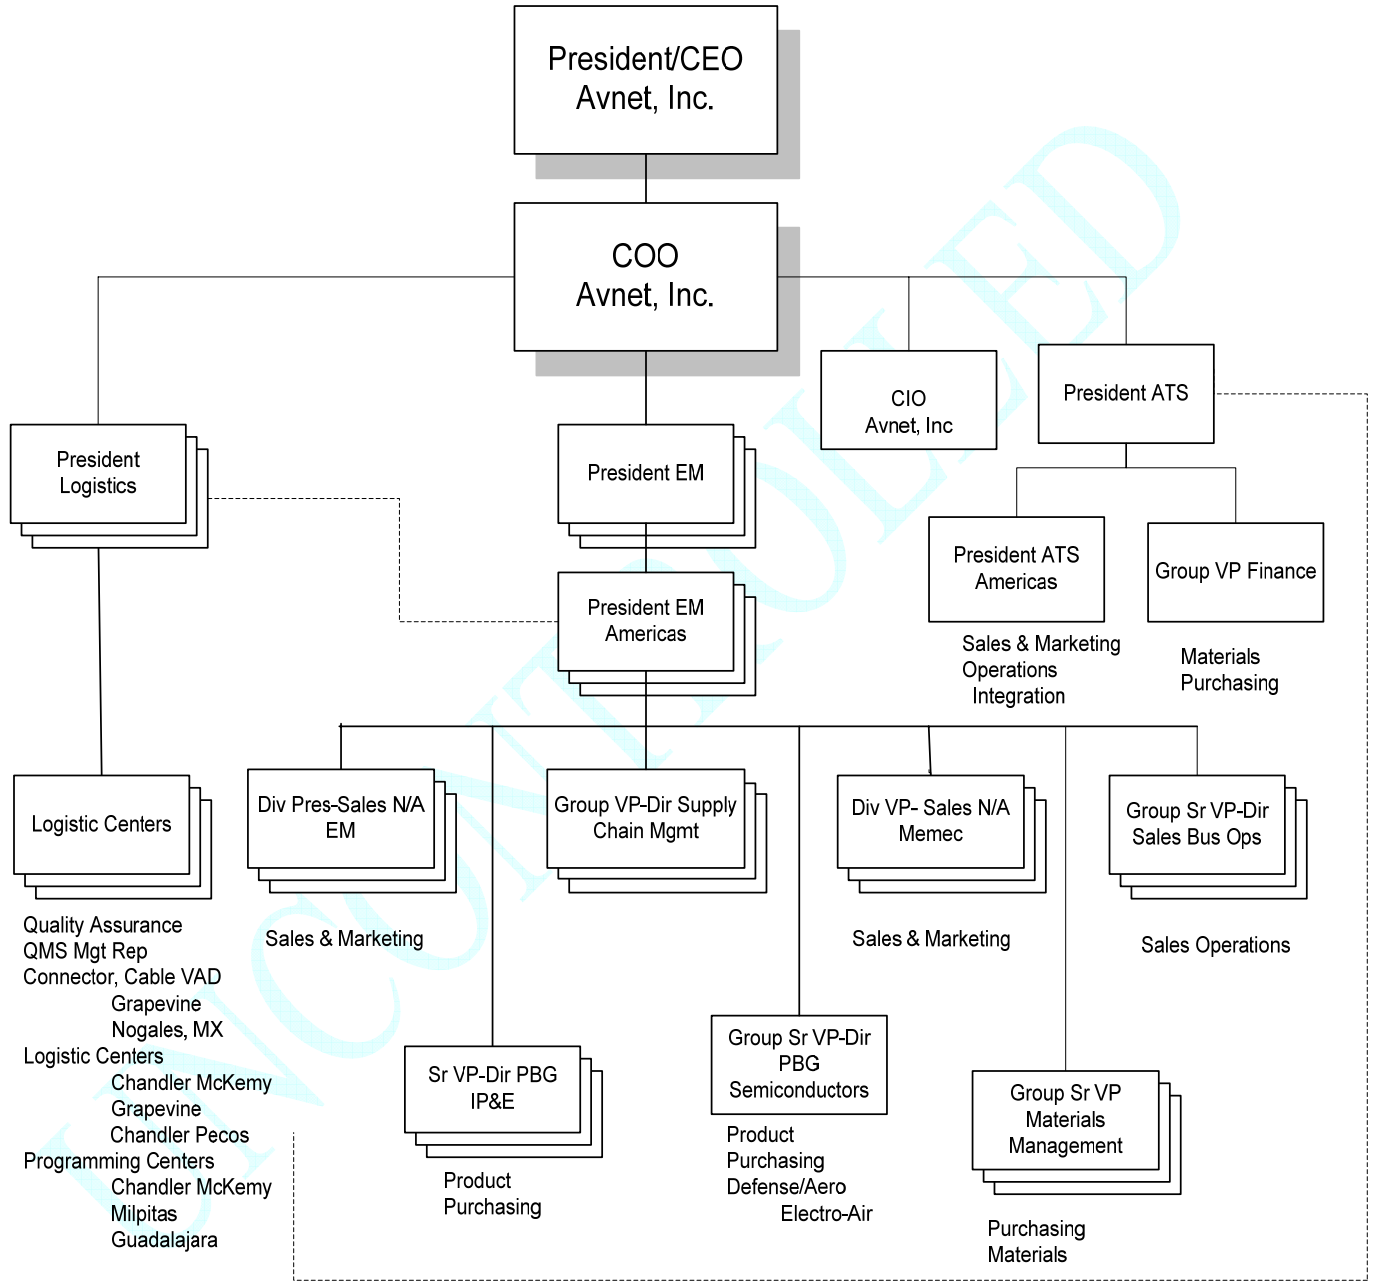 President/CEO
Avnet, Inc.
COO
Avnet, Inc.
CIO
Avnet, Inc
President ATS
President
Logistics
President EM
President ATS
Americas
Group VP Finance
President EM
Americas
Sales & Marketing
Operations
Integration
Materials
Purchasing
Logistic Centers
Div Pres-Sales N/A
EM
Group VP-Dir Supply
Chain Mgmt
Div VP- Sales N/A
Memec
Group Sr VP-Dir
Sales Bus Ops
Quality Assurance
QMS Mgt Rep
Connector, Cable VAD
Grapevine
Nogales, MX
Logistic Centers
Chandler McKemy
Grapevine
Chandler Pecos
Programming Centers
Chandler McKemy
Milpitas
Guadalajara
Sales & Marketing
Sales & Marketing
Sales Operations
Sr VP-Dir PBG
IP&E
Product
Purchasing
Group Sr VP-Dir
PBG
Semiconductors
Product
Purchasing
Defense/Aero
Electro-Air
Group Sr VP
Materials
Management
Purchasing
Materials
UNCONTROLLED